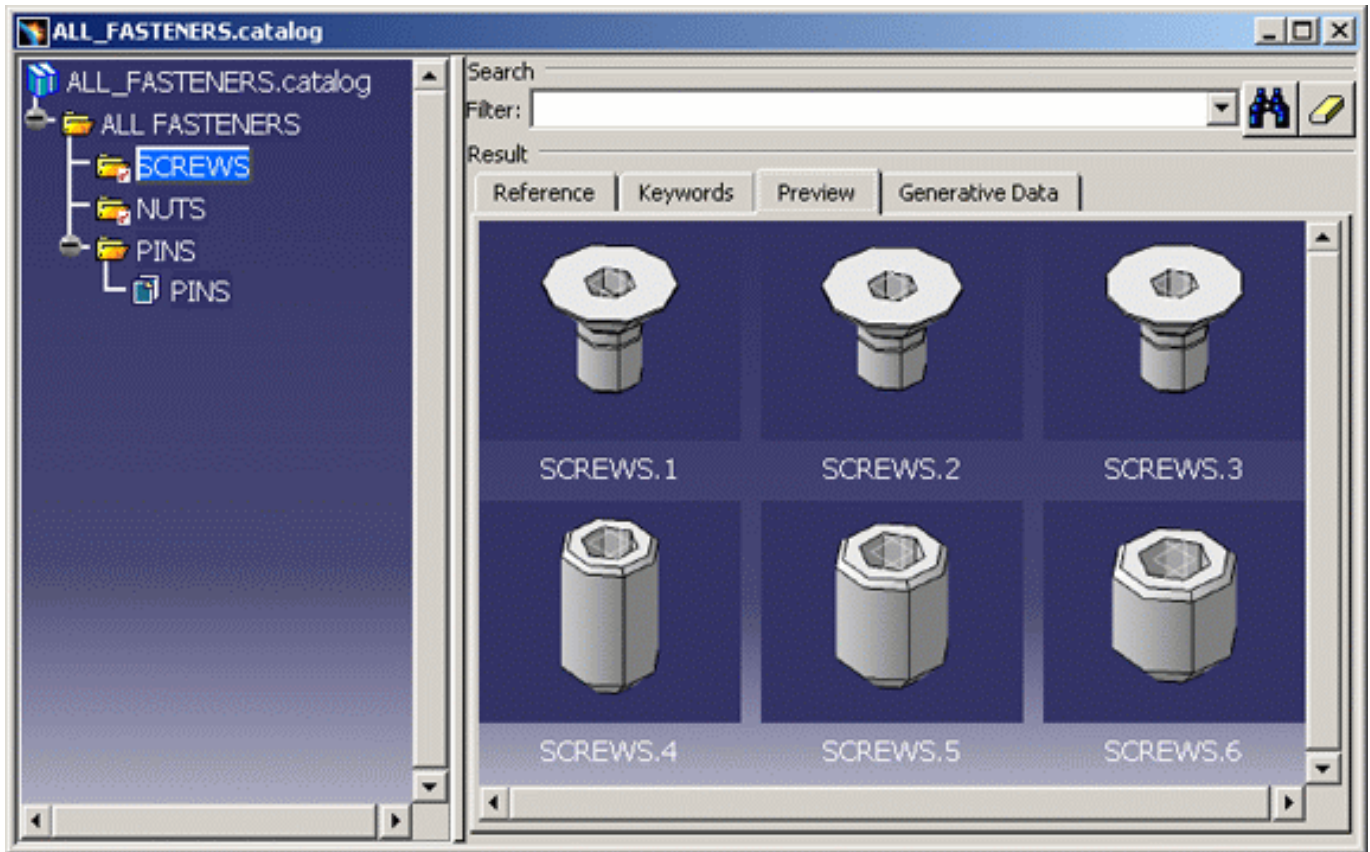 ALL_FASTENERS.catalog
ALL_FASTENERS.catalog
ALL FASTENERS
SCREWS
NUTS
PINS
PINS
Search
Filter:
Result
Reference Keywords Preview Generative Data
SCREWS.1 SCREWS.2 SCREWS.3
SCREWS.4 SCREWS.5 SCREWS.6